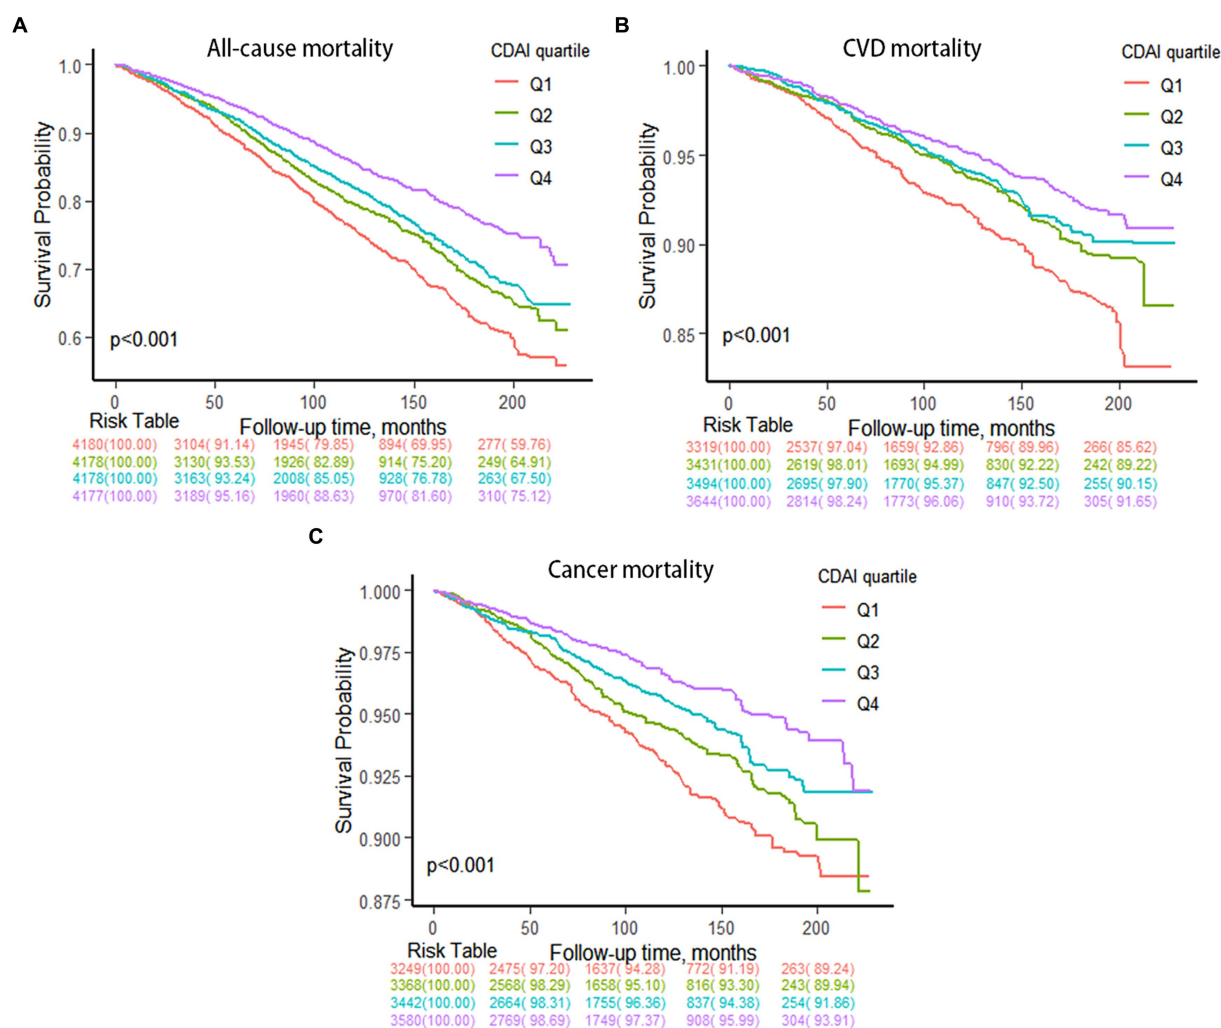 A
All-cause mortality
CDAI quartile
Q1
Q2
Q3
Q4
Survival Probability
1.0
0.9
0.8
0.7
0.6
p<0.001
0 50 100 150 200
Risk Table
Follow-up time, months
4180(100.00) 3104( 91.14) 1945( 79.85) 894( 69.95) 277( 59.76)
4178(100.00) 3130( 93.53) 1926( 82.89) 914( 75.20) 249( 64.91)
4178(100.00) 3163( 93.24) 2008( 85.05) 928( 76.78) 263( 67.50)
4177(100.00) 3189( 95.16) 1960( 88.63) 970( 81.60) 310( 75.12)
B
CVD mortality
CDAI quartile
Q1
Q2
Q3
Q4
Survival Probability
1.00
0.95
0.90
0.85
p<0.001
0 50 100 150 200
Risk Table
Follow-up time, months
3319(100.00) 2537( 97.04) 1659( 92.86) 796( 89.96) 266( 85.62)
3431(100.00) 2619( 98.01) 1693( 94.99) 830( 92.22) 242( 89.22)
3494(100.00) 2695( 97.90) 1770( 95.37) 847( 92.50) 255( 90.15)
3644(100.00) 2814( 98.24) 1773( 96.06) 910( 93.72) 305( 91.65)
C
Cancer mortality
CDAI quartile
Q1
Q2
Q3
Q4
Survival Probability
1.000
0.975
0.950
0.925
0.900
0.875
p<0.001
0 50 100 150 200
Risk Table
Follow-up time, months
3249(100.00) 2475( 97.20) 1637( 94.28) 772( 91.19) 263( 89.24)
3368(100.00) 2568( 98.29) 1658( 95.10) 816( 93.30) 243( 89.94)
3442(100.00) 2664( 98.31) 1755( 96.36) 837( 94.38) 254( 91.86)
3580(100.00) 2769( 98.69) 1749( 97.37) 908( 95.99) 304( 93.91)